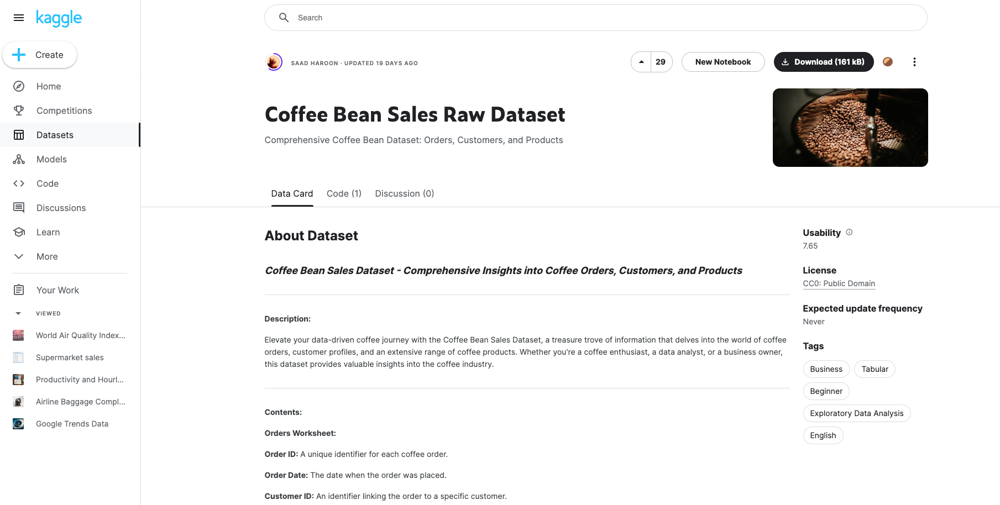 kaggle
Search
Create
Home
Competitions
Datasets
Models
Code
Discussions
Learn
More
Your Work
VIEWED
World Air Quality Index...
Supermarket sales
Productivity and Hourl...
Airline Baggage Compl...
Google Trends Data
SAAD HAROON · UPDATED 19 DAYS AGO
29
New Notebook
Download (161 kB)
Coffee Bean Sales Raw Dataset
Comprehensive Coffee Bean Dataset: Orders, Customers, and Products
Data Card
Code (1)
Discussion (0)
About Dataset
Coffee Bean Sales Dataset - Comprehensive Insights into Coffee Orders, Customers, and Products
Description:
Elevate your data-driven coffee journey with the Coffee Bean Sales Dataset, a treasure trove of information that delves into the world of coffee
orders, customer profiles, and an extensive range of coffee products. Whether you're a coffee enthusiast, a data analyst, or a business owner,
this dataset provides valuable insights into the coffee industry.
Contents:
Orders Worksheet:
Order ID: A unique identifier for each coffee order.
Order Date: The date when the order was placed.
Customer ID: An identifier linking the order to a specific customer.
Usability
7.65
License
CC0: Public Domain
Expected update frequency
Never
Tags
Business
Tabular
Beginner
Exploratory Data Analysis
English